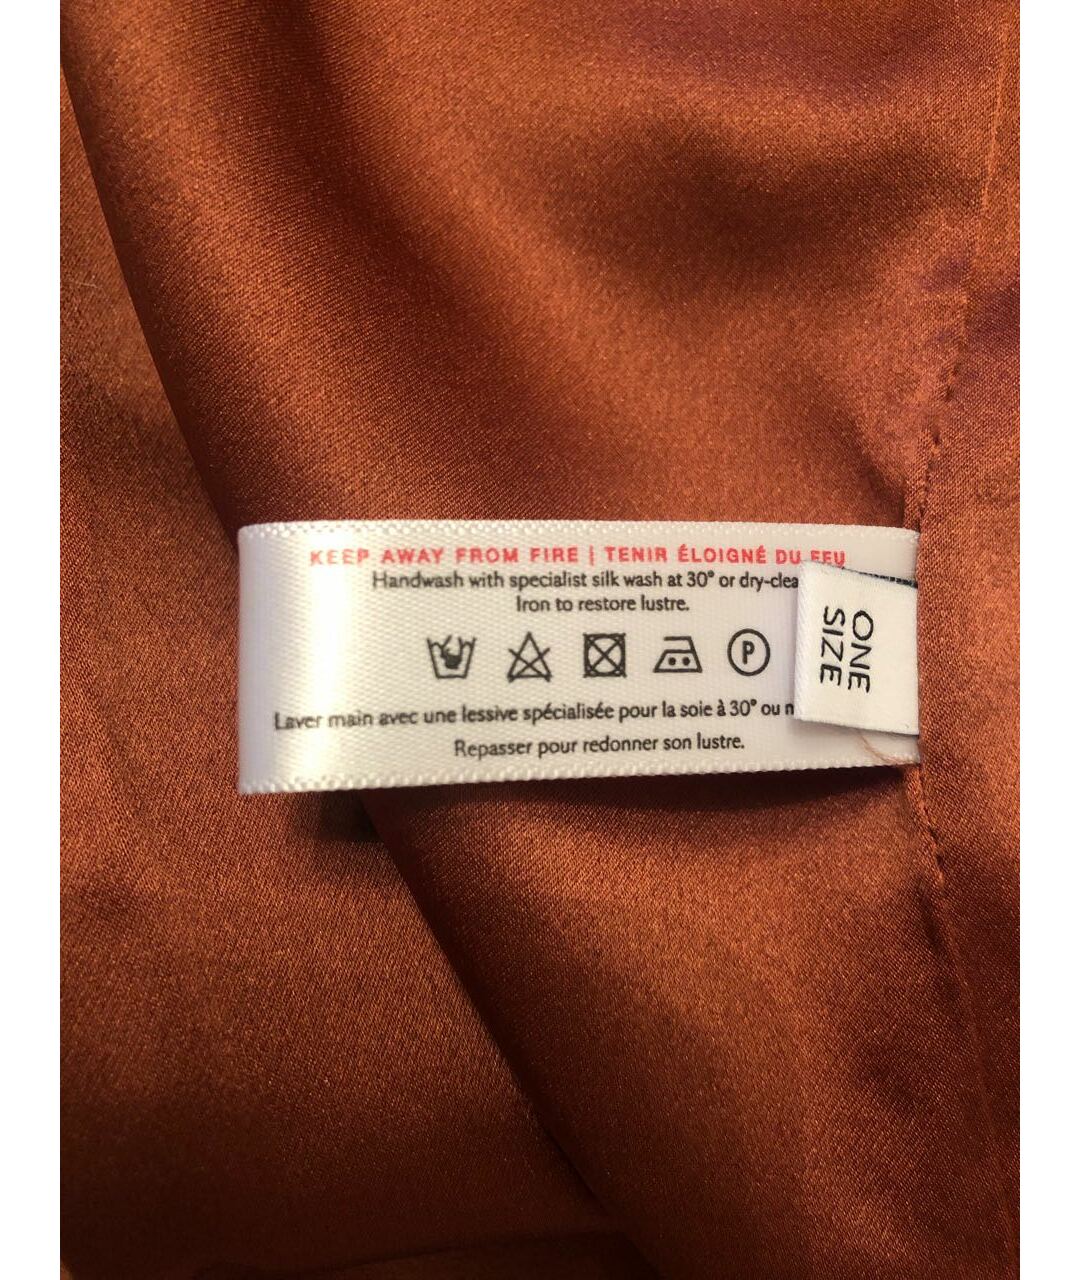 KEEP AWAY FROM FIRE | TENIR ÉLOIGNÉ DU FEU
Handwash with specialist silk wash at 30° or dry-clea
Iron to restore lustre.
P
Laver main avec une lessive spécialisée pour la soie à 30° ou n
Repasser pour redonner son lustre.
ONE
SIZE